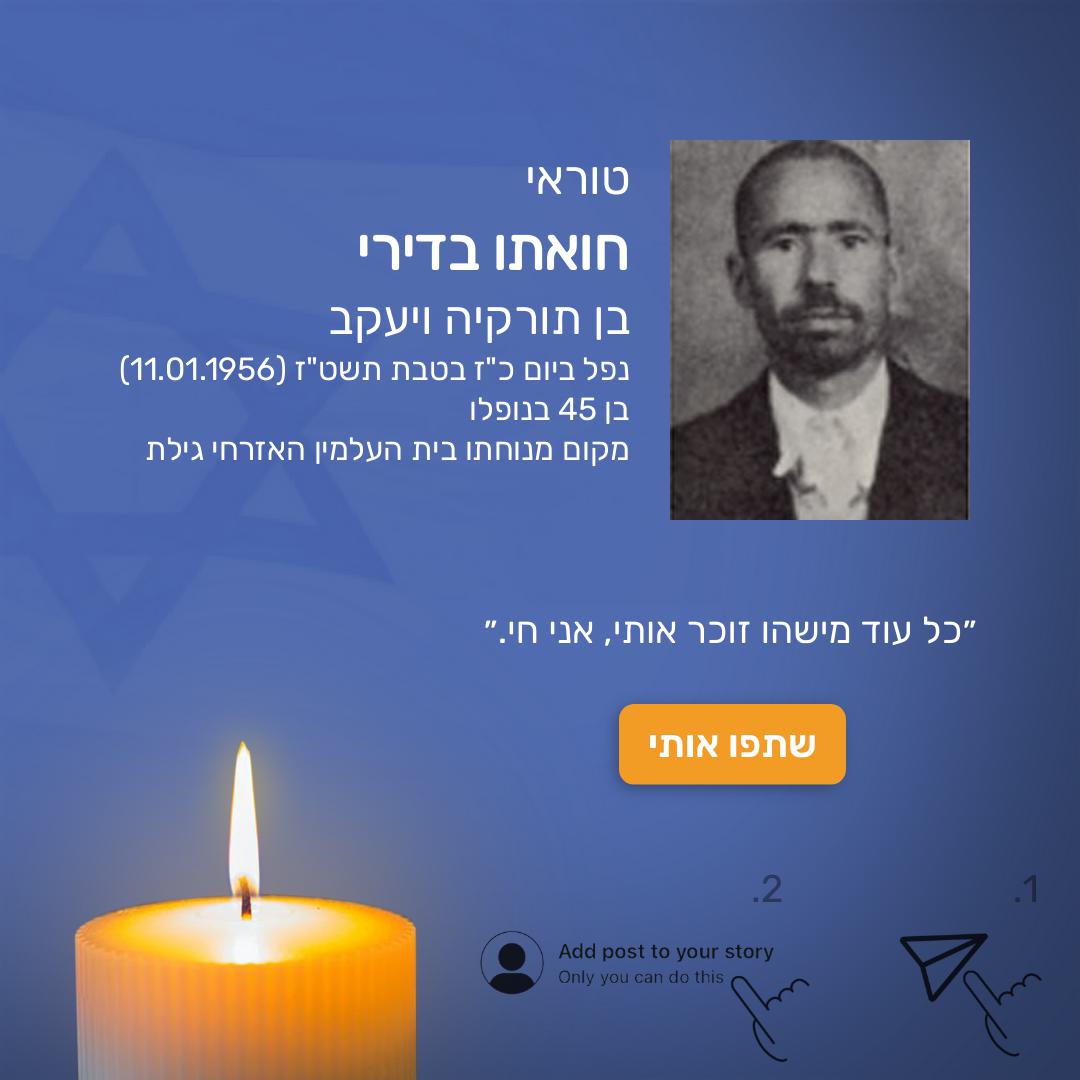 טוראי
חואתו בדירי
בן תורקיה ויעקב
נפל ביום כ"ז בטבת תשט"ז (11.01.1956)
בן 45 בנופלו
מקום מנוחתו בית העלמין האזרחי גילת
״כל עוד מישהו זוכר אותי, אני חי.״
שתפו אותי
.1
.2
Add post to your story
Only you can do this